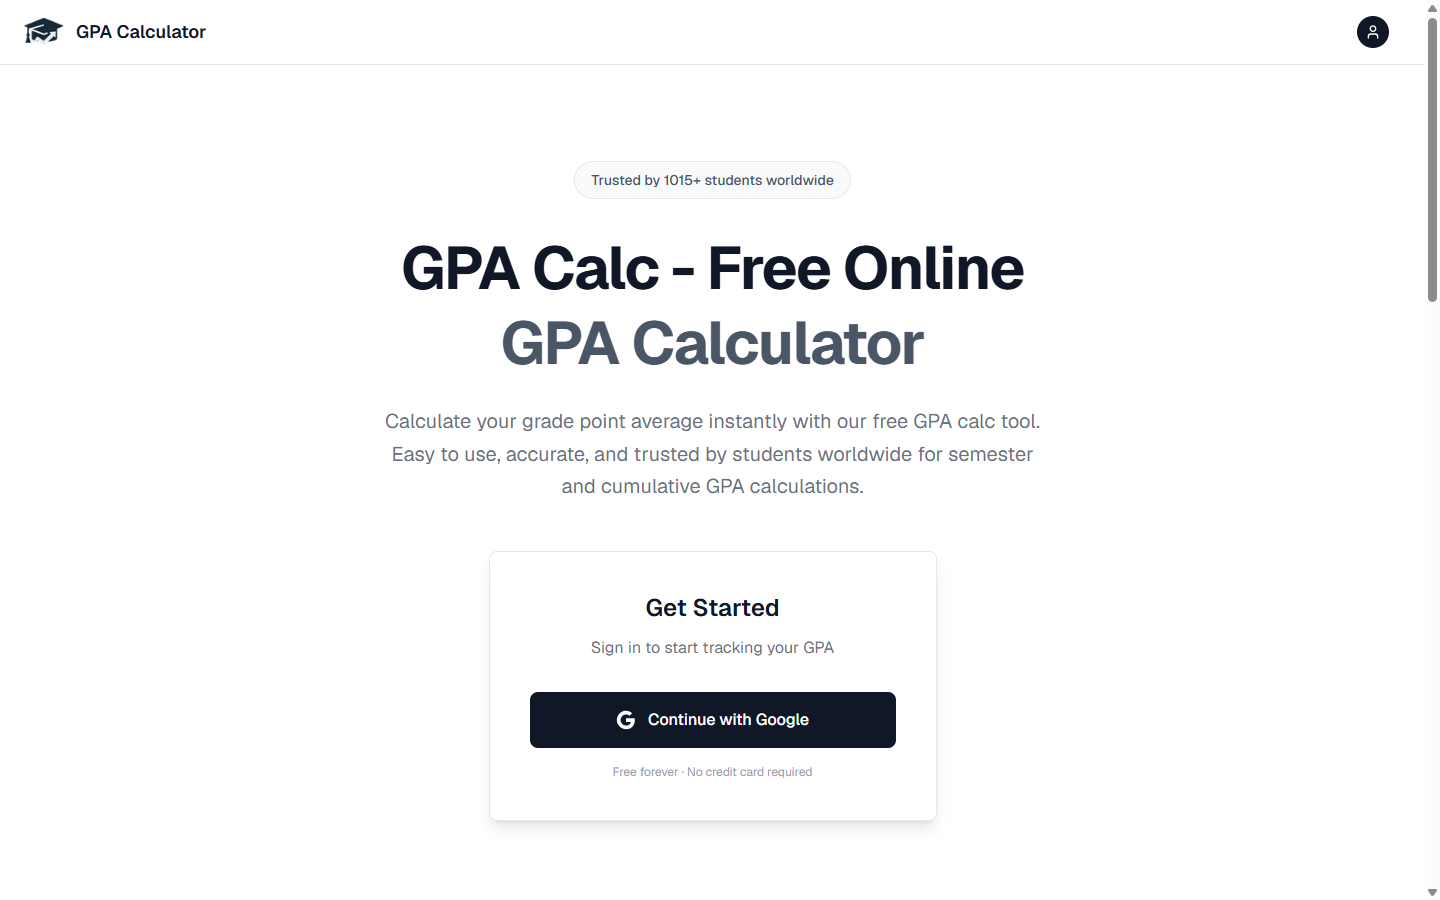 GPA Calculator
Trusted by 1015+ students worldwide
GPA Calc - Free Online
GPA Calculator
Calculate your grade point average instantly with our free GPA calc tool.
Easy to use, accurate, and trusted by students worldwide for semester
and cumulative GPA calculations.
Get Started
Sign in to start tracking your GPA
Continue with Google
Free forever · No credit card required